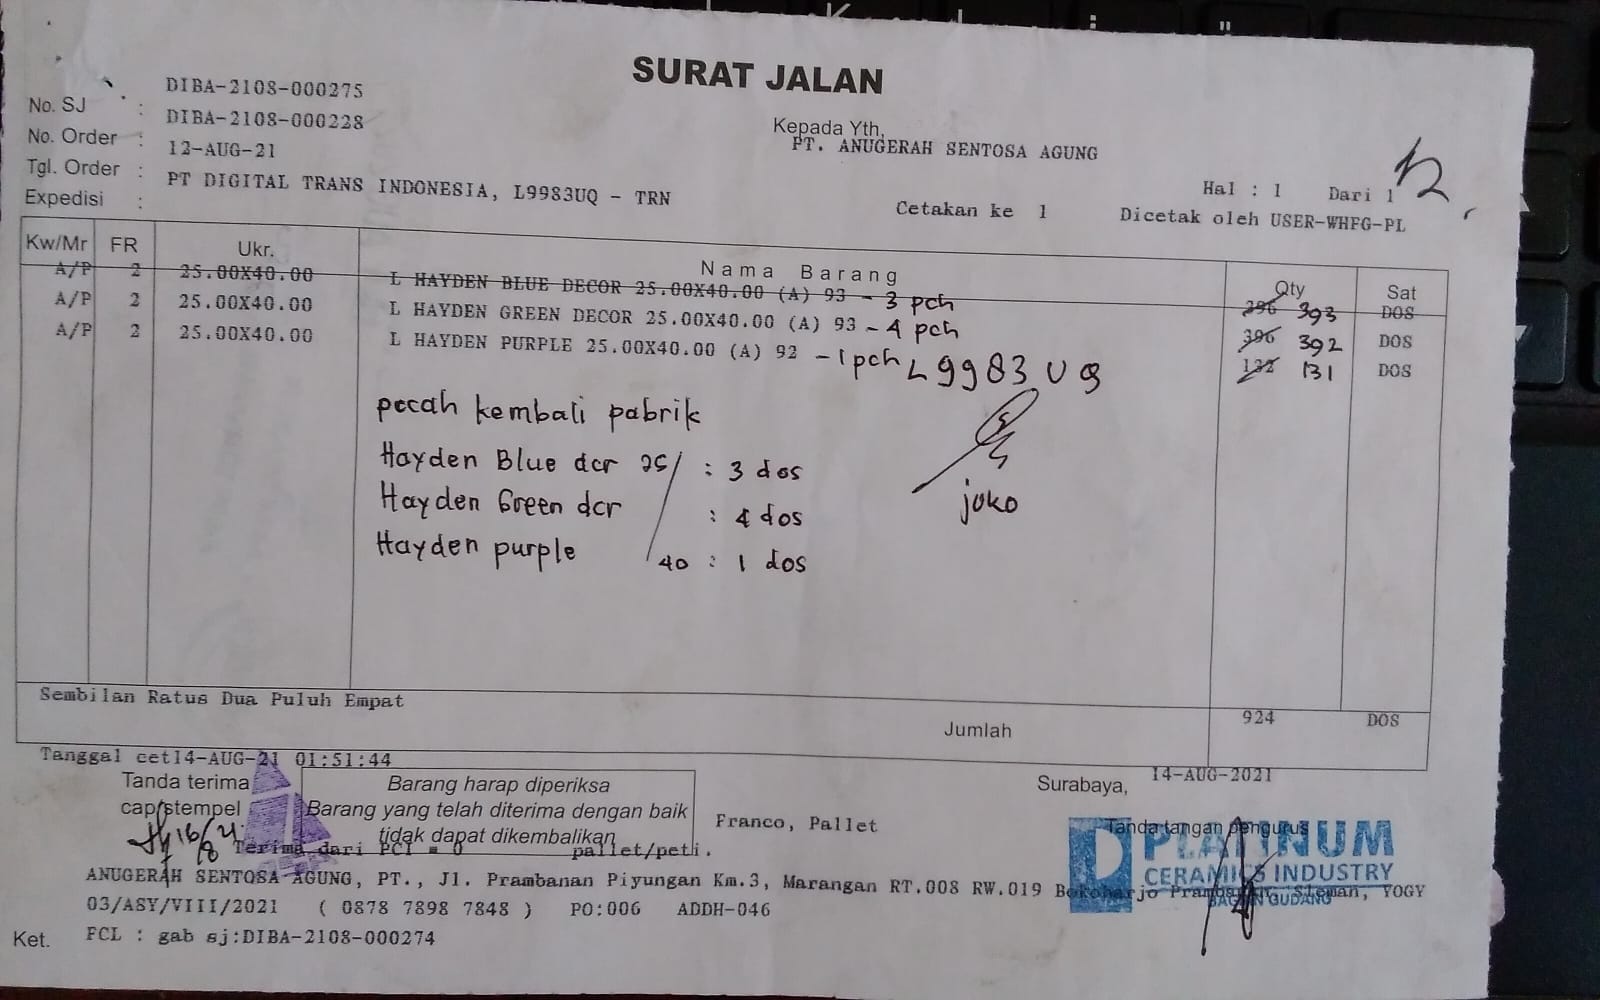 SURAT JALAN
No. SJ : DIBA-2108-000275
No. Order : DIBA-2108-000228
Tgl. Order : 12-AUG-21
Expedisi : PT DIGITAL TRANS INDONESIA, L9983UQ - TRN
Kepada Yth,
PT. ANUGERAH SENTOSA AGUNG
Hal : 1 Dari 1
Cetakan ke 1 Dicetak oleh USER-WHFG-PL
Kw/Mr FR Ukr. Nama Barang Qty Sat
A/P 2 25.00X40.00 L HAYDEN BLUE DECOR 25.00X40.00 (A) 93 - 3 pch 396 393 DOS
A/P 2 25.00X40.00 L HAYDEN GREEN DECOR 25.00X40.00 (A) 93 - 4 pch 396 392 DOS
A/P 2 25.00X40.00 L HAYDEN PURPLE 25.00X40.00 (A) 92 - 1 pch 132 131 DOS
L 9983 UQ
pecah kembali pabrik
Hayden Blue dcr 25/ : 3 dos
Hayden Green dcr : 4 dos
Hayden purple /40 : 1 dos
joko
Sembilan Ratus Dua Puluh Empat
Jumlah 924 DOS
Tanggal cet14-AUG-21 01:51:44
Surabaya, 14-AUG-2021
Tanda terima
cap/stempel
16/8 21
Barang harap diperiksa
Barang yang telah diterima dengan baik
tidak dapat dikembalikan
Franco, Pallet
Terima dari PCI = 0 pallet/peti.
Tanda tangan pengurus
PLATINUM
CERAMICS INDUSTRY
BAGIAN GUDANG
ANUGERAH SENTOSA AGUNG, PT., Jl. Prambanan Piyungan Km.3, Marangan RT.008 RW.019 Bokoharjo Prambanan, Sleman, YOGY
03/ASY/VIII/2021 ( 0878 7898 7848 ) PO:006 ADDH-046
Ket. FCL : gab sj:DIBA-2108-000274